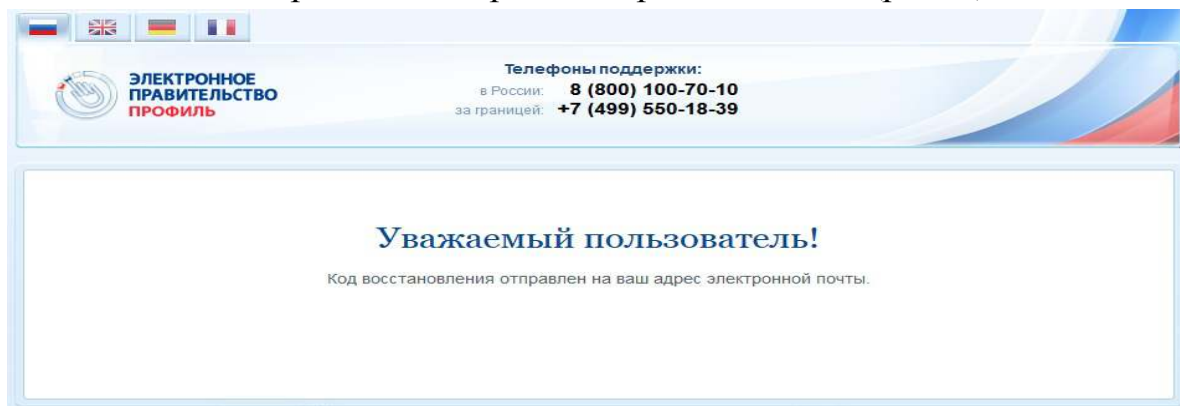 ЭЛЕКТРОННОЕ
ПРАВИТЕЛЬСТВО
ПРОФИЛЬ
Телефоны поддержки:
в России: 8 (800) 100-70-10
за границей: +7 (499) 550-18-39
Уважаемый пользователь!
Код восстановления отправлен на ваш адрес электронной почты.